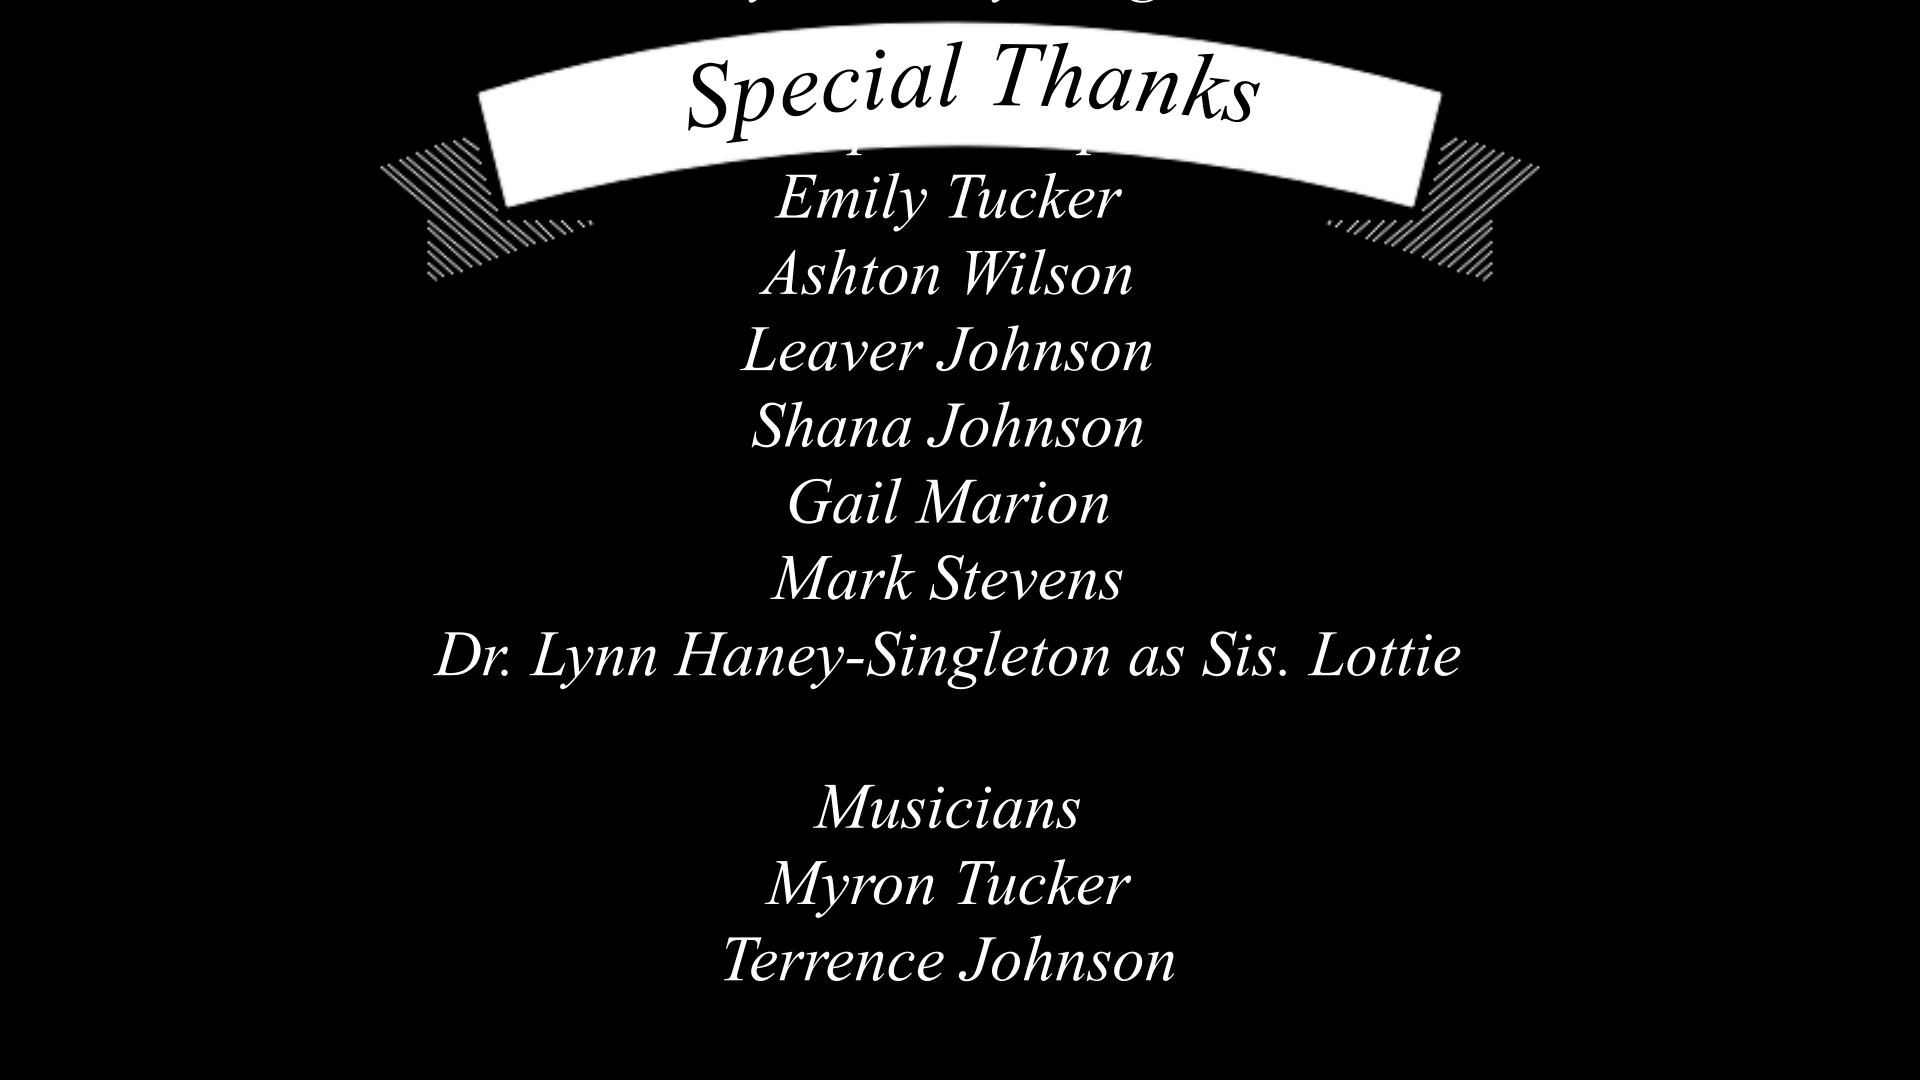 Special Thanks
Emily Tucker
Ashton Wilson
Leaver Johnson
Shana Johnson
Gail Marion
Mark Stevens
Dr. Lynn Haney-Singleton as Sis. Lottie
Musicians
Myron Tucker
Terrence Johnson